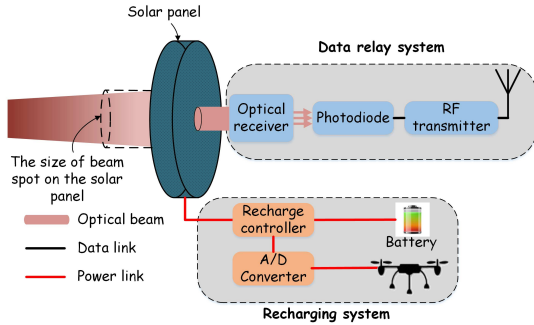 Solar panel
Data relay system
Optical
receiver
Photodiode
RF
transmitter
The size of beam
spot on the solar
panel
Optical beam
Data link
Power link
Recharge
controller
Battery
A/D
Converter
Recharging system